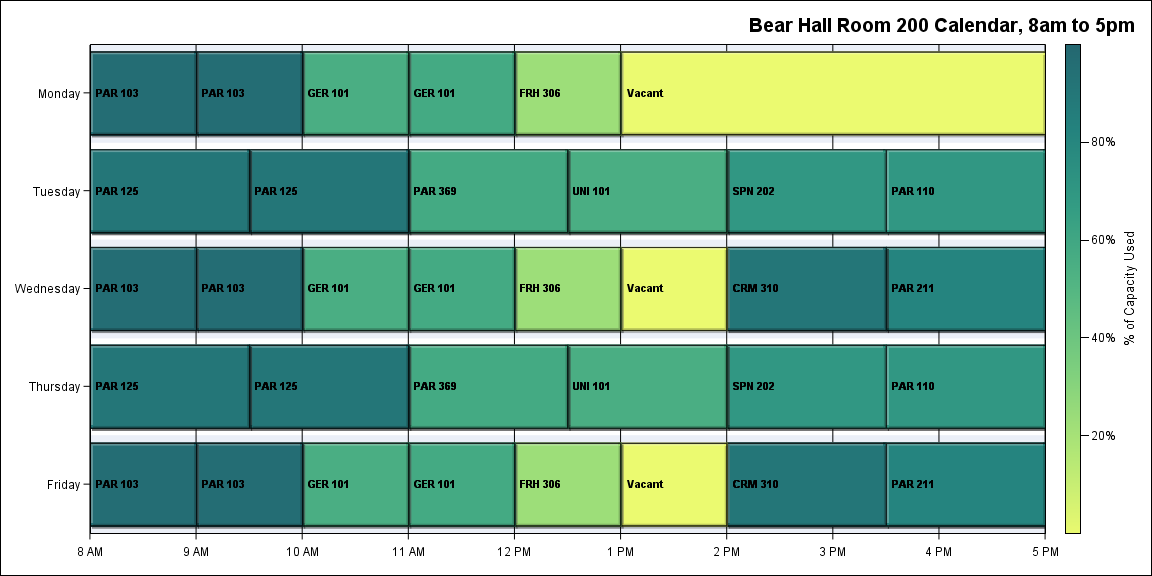 Bear Hall Room 200 Calendar, 8am to 5pm
Monday
PAR 103
PAR 103
GER 101
GER 101
FRH 306
Vacant
Tuesday
PAR 125
PAR 125
PAR 369
UNI 101
SPN 202
PAR 110
Wednesday
PAR 103
PAR 103
GER 101
GER 101
FRH 306
Vacant
CRM 310
PAR 211
Thursday
PAR 125
PAR 125
PAR 369
UNI 101
SPN 202
PAR 110
Friday
PAR 103
PAR 103
GER 101
GER 101
FRH 306
Vacant
CRM 310
PAR 211
8 AM
9 AM
10 AM
11 AM
12 PM
1 PM
2 PM
3 PM
4 PM
5 PM
80%
60%
40%
20%
% of Capacity Used